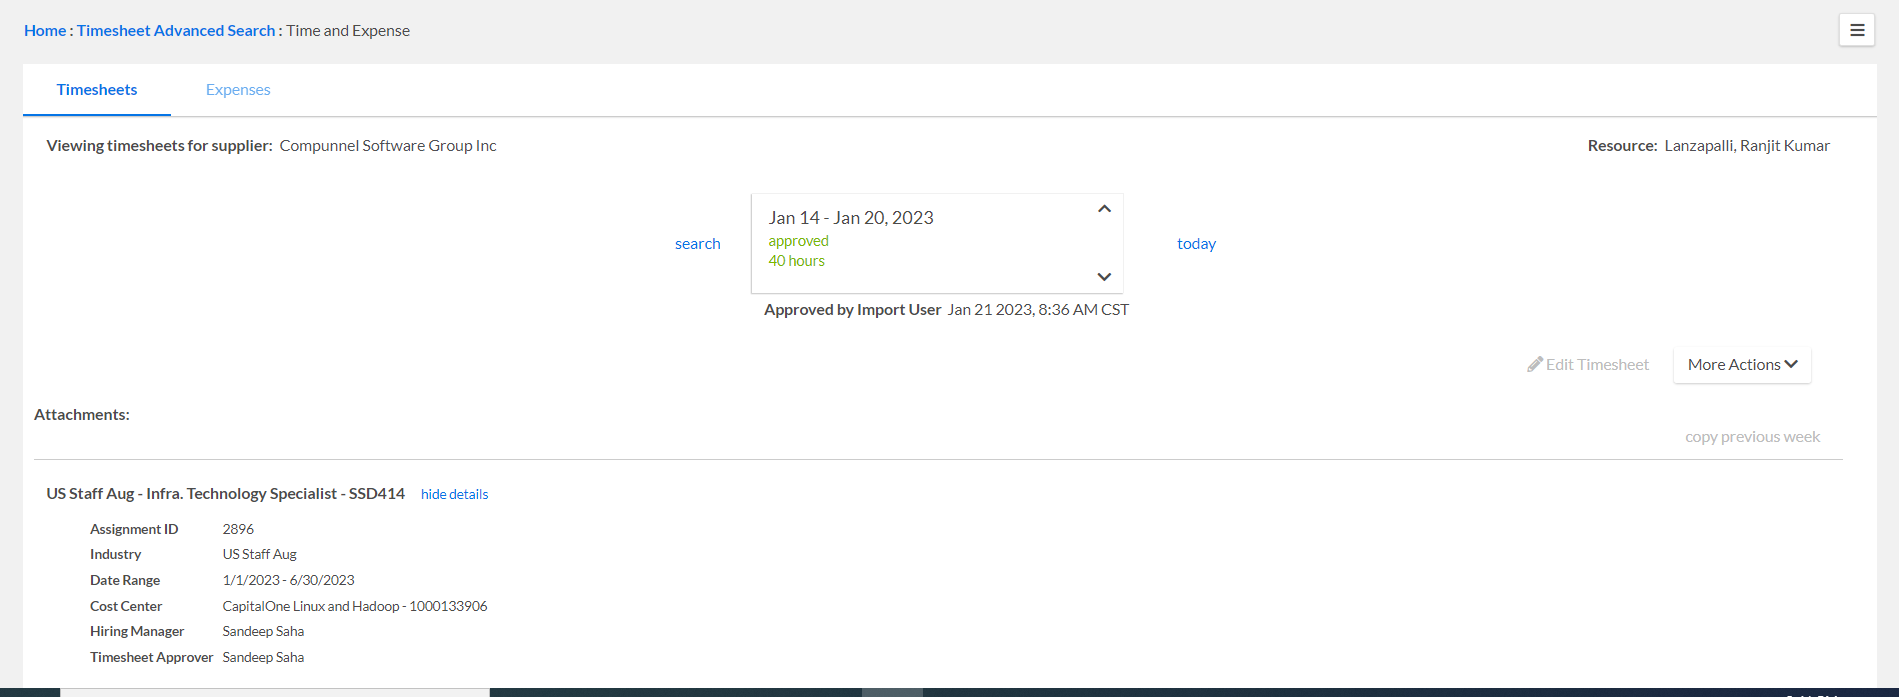 Home : Timesheet Advanced Search : Time and Expense
Timesheets Expenses
Viewing timesheets for supplier: Compunnel Software Group Inc
Resource: Lanzapalli, Ranjit Kumar
Jan 14 - Jan 20, 2023
approved
40 hours
search
today
Approved by Import User Jan 21 2023, 8:36 AM CST
Edit Timesheet
More Actions
Attachments:
copy previous week
US Staff Aug - Infra. Technology Specialist - SSD414 hide details
Assignment ID 2896
Industry US Staff Aug
Date Range 1/1/2023 - 6/30/2023
Cost Center CapitalOne Linux and Hadoop - 1000133906
Hiring Manager Sandeep Saha
Timesheet Approver Sandeep Saha